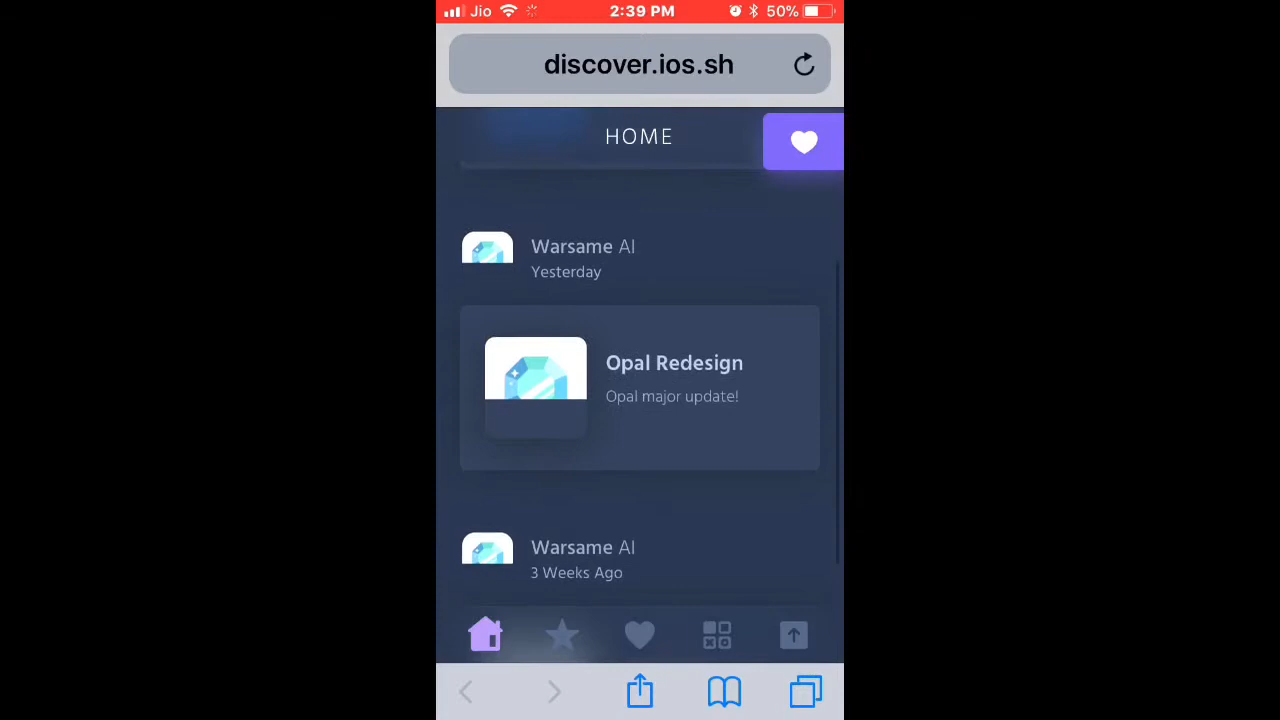 Jio 2:39 PM 50%
discover.ios.sh
HOME
Warsame AI
Yesterday
Opal Redesign
Opal major update!
Warsame AI
3 Weeks Ago